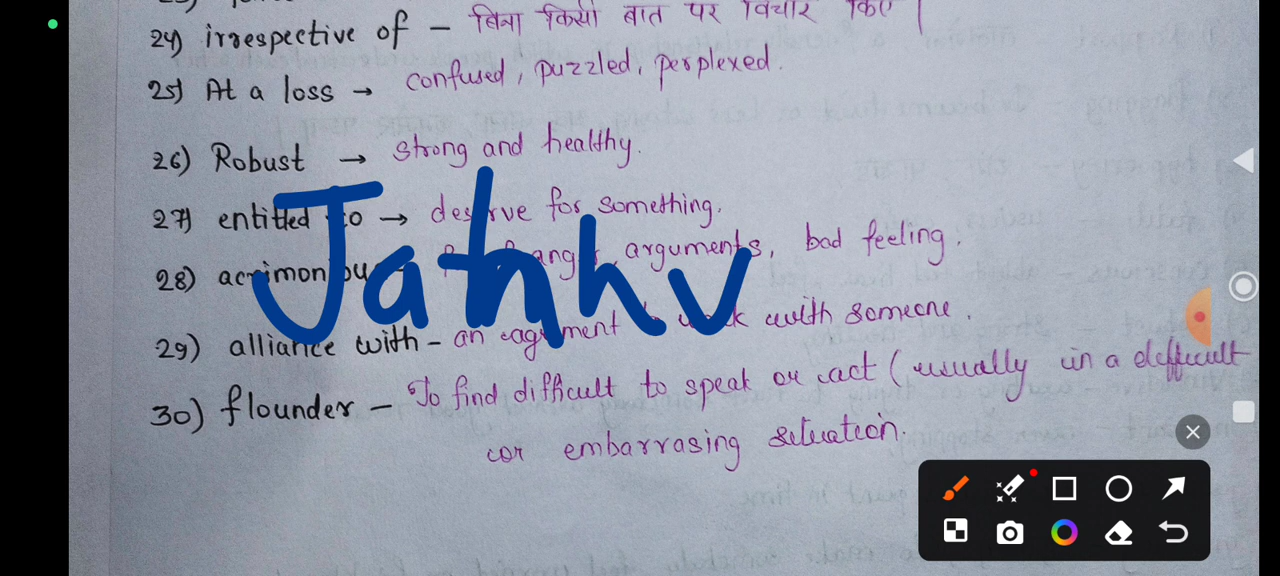 24) irrespective of - बिना किसी बात पर विचार किए |
25) At a loss → confused, puzzled, perplexed.
26) Robust → strong and healthy.
27) entitled to → deserve for something.
28) arguments, bad feeling.
29) alliance with - an with someone.
30) flounder - To find difficult to speak or act (usually in a difficult
or embarrasing situation.
Jathhv